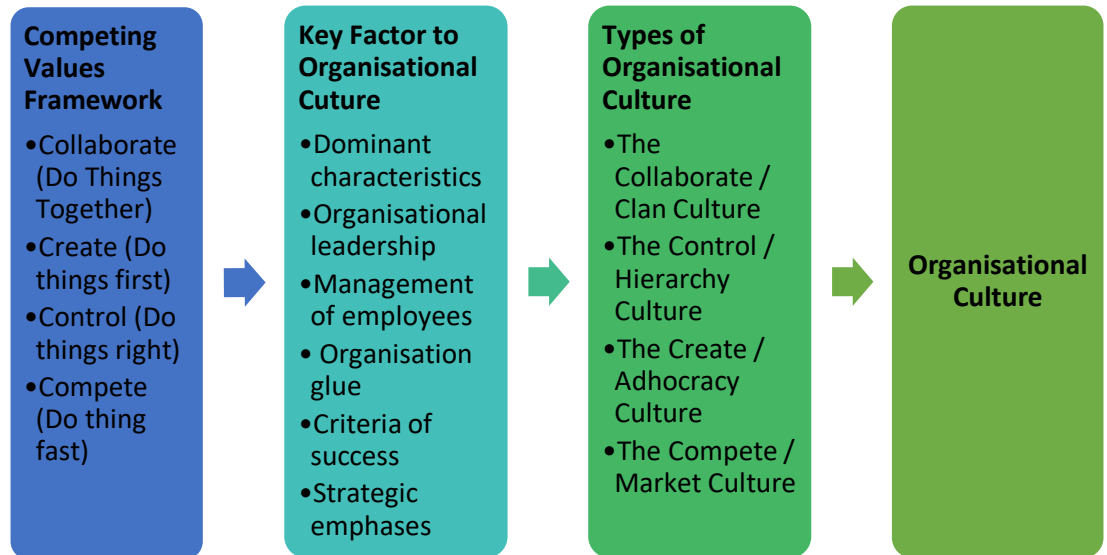 Competing
Values
Framework
•Collaborate
(Do Things
Together)
•Create (Do
things first)
•Control (Do
things right)
•Compete
(Do thing
fast)
Key Factor to
Organisational
Cuture
•Dominant
characteristics
•Organisational
leadership
•Management
of employees
• Organisation
glue
•Criteria of
success
•Strategic
emphases
Types of
Organisational
Culture
•The
Collaborate /
Clan Culture
•The Control /
Hierarchy
Culture
•The Create /
Adhocracy
Culture
•The Compete /
Market Culture
Organisational
Culture